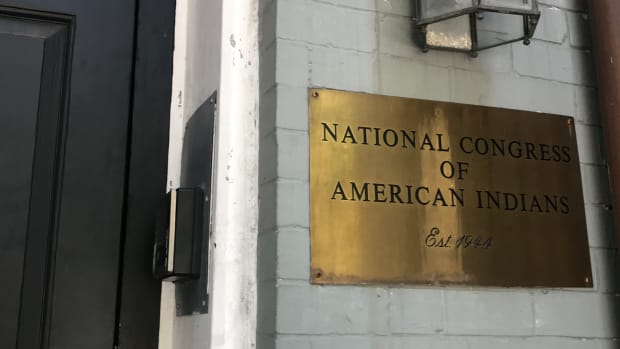 NATIONAL CONGRESS
OF
AMERICAN INDIANS
Est. 1944